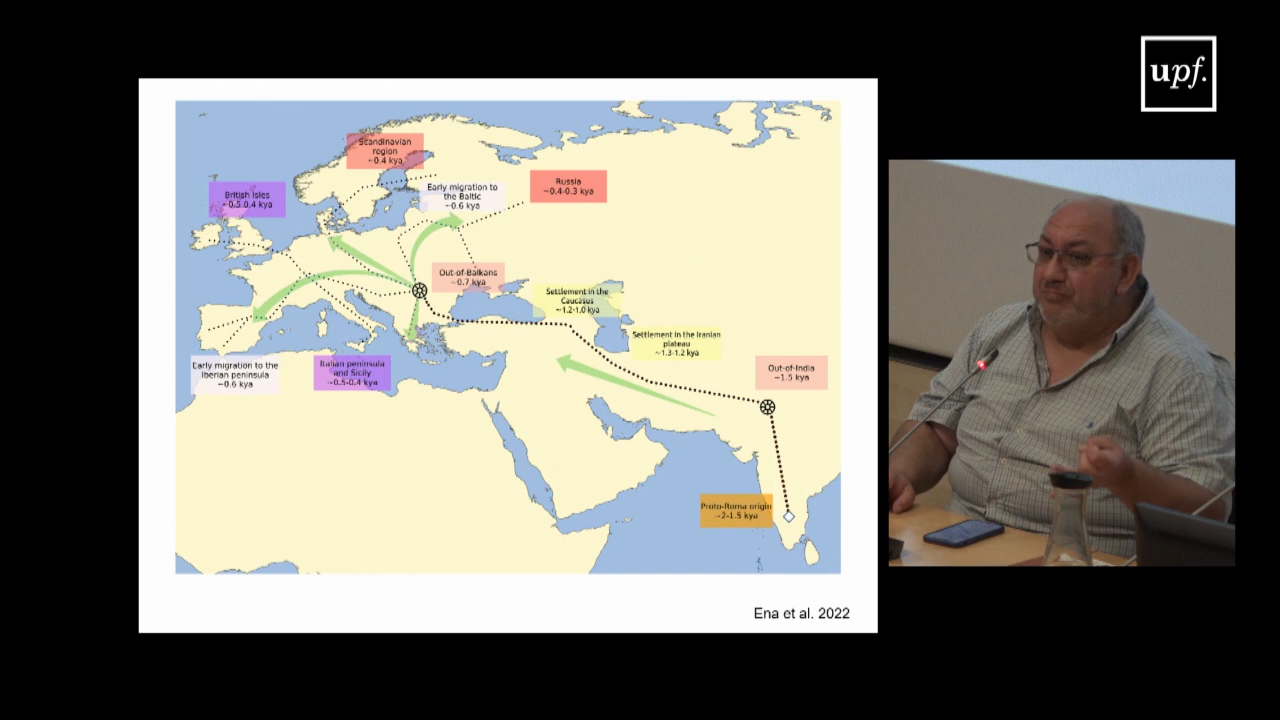 upf.
Scandinavian
region
~0.4 kya
British Isles
~0.5-0.4 kya
Early migration to
the Baltic
~0.6 kya
Russia
~0.4-0.3 kya
Out-of-Balkans
~0.7 kya
Settlement in the
Caucasus
~1.2-1.0 kya
Settlement in the Iranian
plateau
~1.3-1.2 kya
Early migration to the
Iberian peninsula
~0.6 kya
Italian peninsula
and Sicily
~0.5-0.4 kya
Out-of-India
~1.5 kya
Proto-Roma origin
~2-1.5 kya
Ena et al. 2022